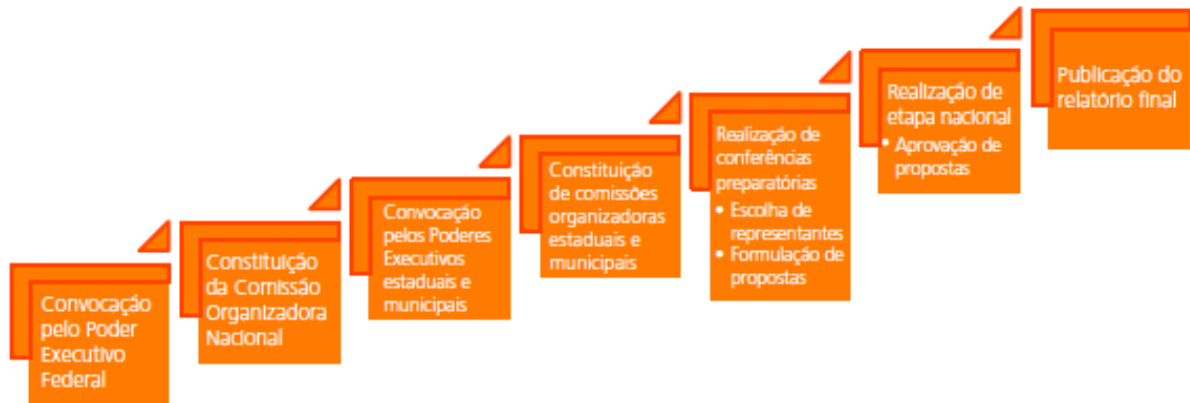 Convocação
pelo Poder
Executivo
Federal
Constituição
da Comissão
Organizadora
Nacional
Convocação
pelos Poderes
Executivos
estaduais e
municipais
Constituição
de comissões
organizadoras
estaduais e
municipais
Realização de
conferências
preparatórias
• Escolha de
representantes
• Formulação de
propostas
Realização de
etapa nacional
• Aprovação de
propostas
Publicação do
relatório final